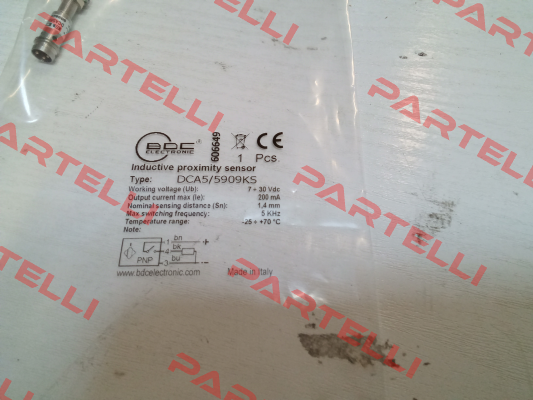 PARTELLI
PARTELLI
PARTELLI
BDC
ELECTRONIC
606649
CE
1 Pcs.
Inductive proximity sensor
Type: DCA5/5909KS
Working voltage (Ub): 7 ÷ 30 Vdc
Output current max (Ie): 200 mA
Nominal sensing distance (Sn): 1,4 mm
Max switching frequency: 5 KHz
Temperature range: -25 ÷ +70 °C
Note:
PNP
1 bn +
4 bk
3 bu -
www.bdcelectronic.com
Made in Italy
PARTELLI
PARTELLI
PARTELLI
PARTELLI